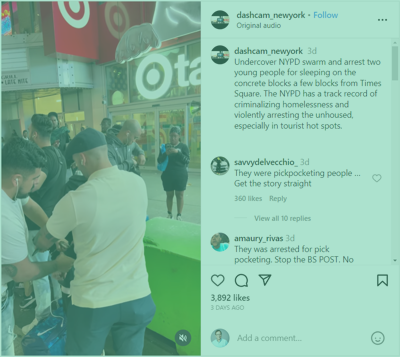 dashcam_newyork • Follow
Original audio
dashcam_newyork 3d
Undercover NYPD swarm and arrest two
young people for sleeping on the
concrete blocks a few blocks from Times
Square. The NYPD has a track record of
criminalizing homelessness and
violently arresting the unhoused,
especially in tourist hot spots.
savvydelvecchio_ 3d
They were pickpocketing people ...
Get the story straight
360 likes Reply
View all 10 replies
amaury_rivas 3d
They was arrested for pick
pocketing. Stop the BS POST. No
3,892 likes
3 DAYS AGO
Add a comment...